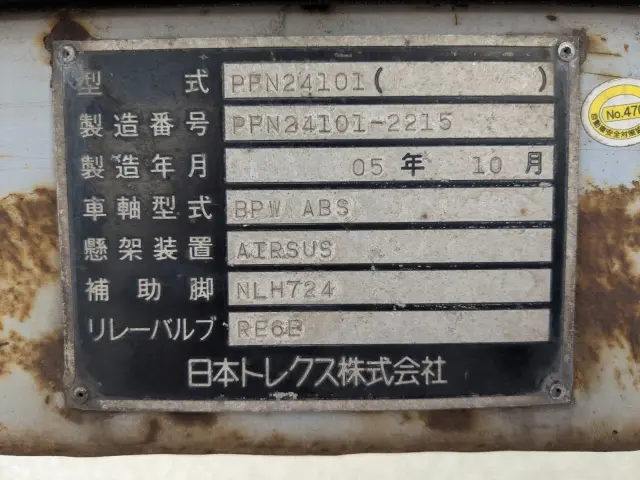 型式 PFN24101( )
製造番号 PFN24101-2215
製造年月 05年 10月
車軸型式 BPW ABS
懸架装置 AIRSUS
補助脚 NLH724
リレーバルブ RE6B
日本トレクス株式会社
No.470